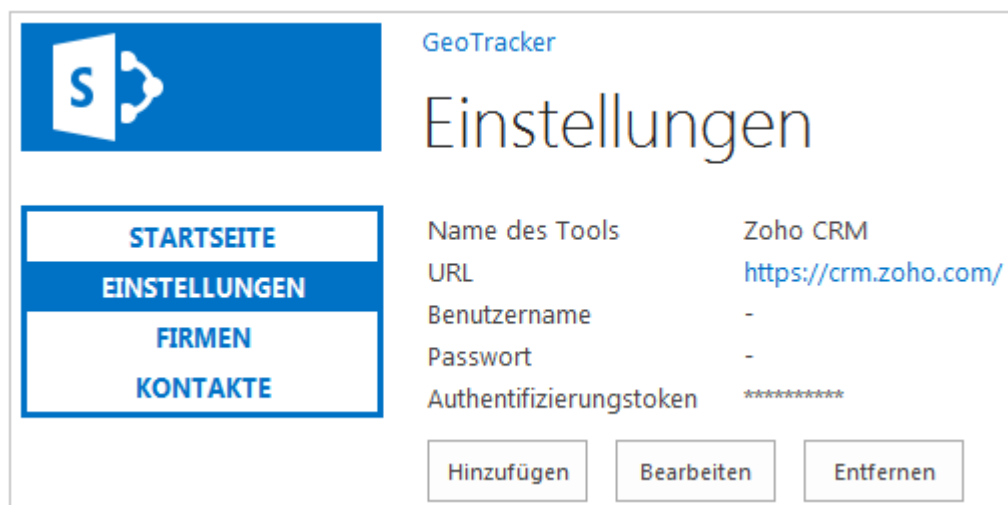 S
GeoTracker
Einstellungen
STARTSEITE
EINSTELLUNGEN
FIRMEN
KONTAKTE
Name des Tools Zoho CRM
URL https://crm.zoho.com/
Benutzername -
Passwort -
Authentifizierungstoken **********
Hinzufügen Bearbeiten Entfernen